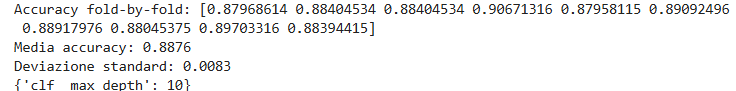 Accuracy fold-by-fold: [0.87968614 0.88404534 0.88404534 0.90671316 0.87958115 0.89092496
0.88917976 0.88045375 0.89703316 0.88394415]
Media accuracy: 0.8876
Deviazione standard: 0.0083
{'clf__max_depth': 10}